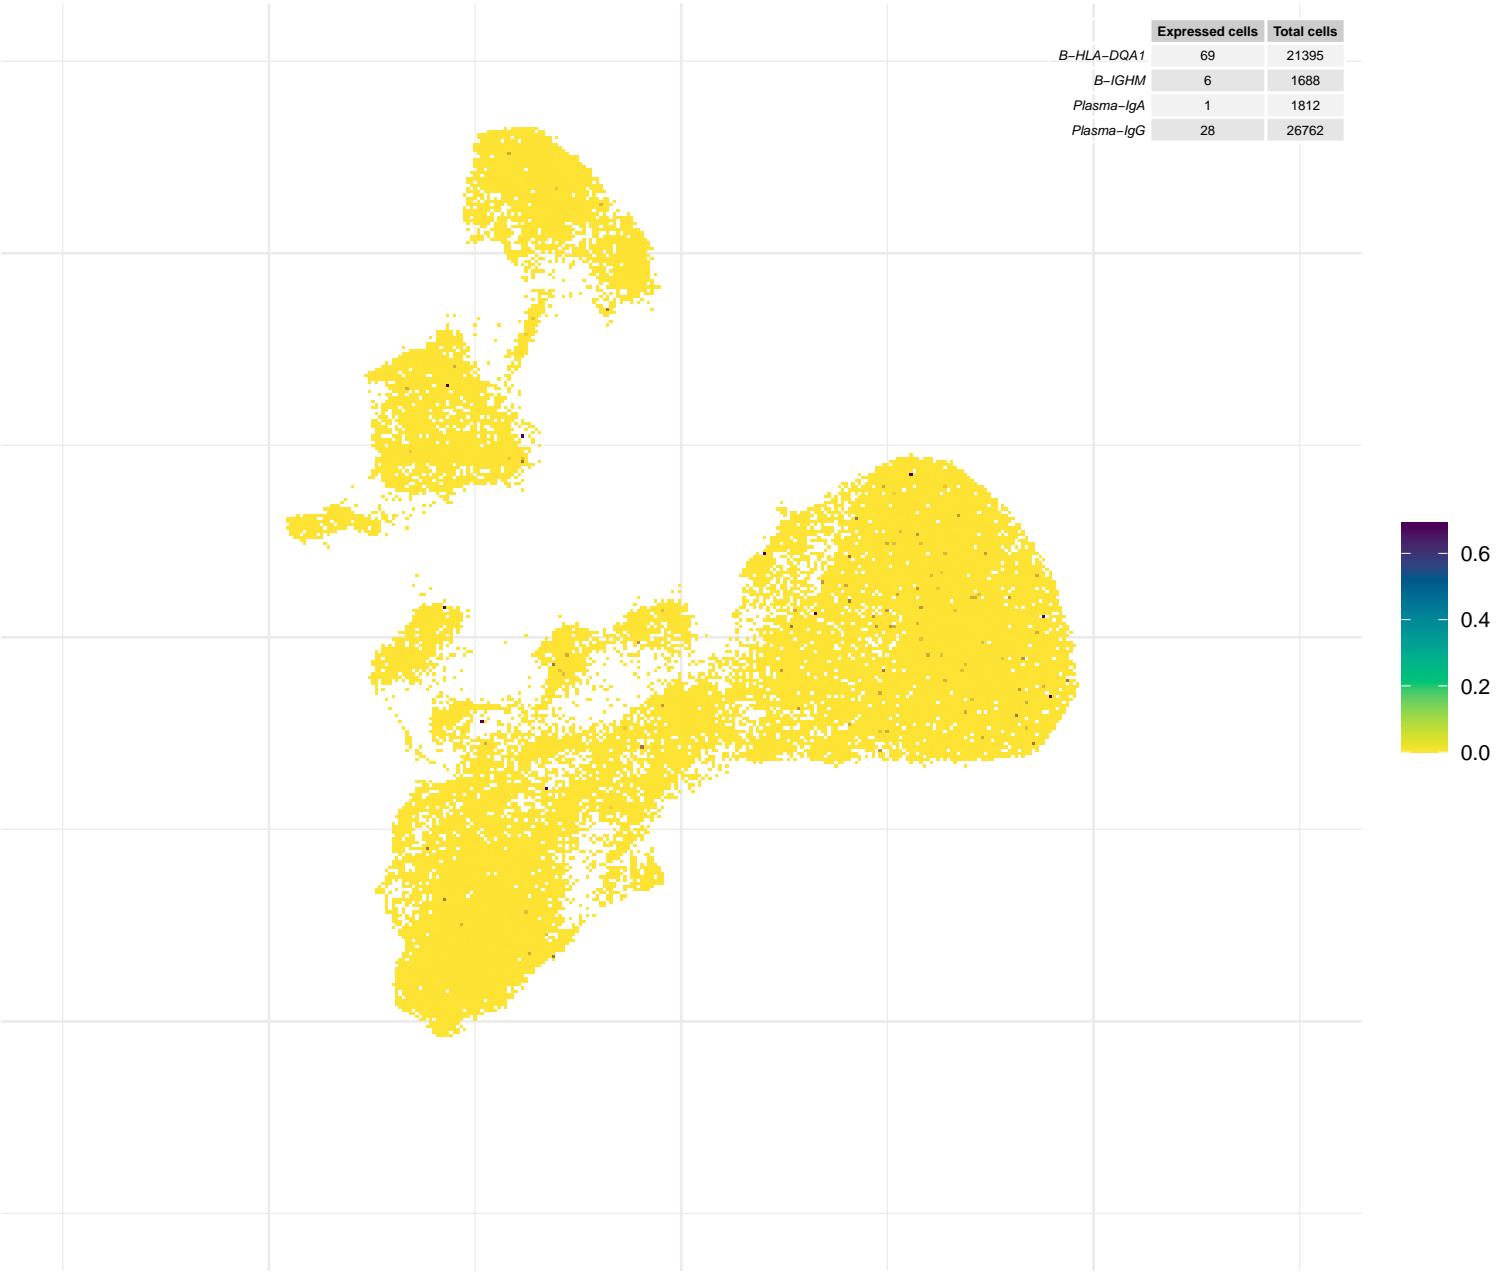 Expressed cells Total cells
B−HLA−DQA1 69 21395
B−IGHM 6 1688
Plasma−IgA 1 1812
Plasma−IgG 28 26762
0.6
0.4
0.2
0.0